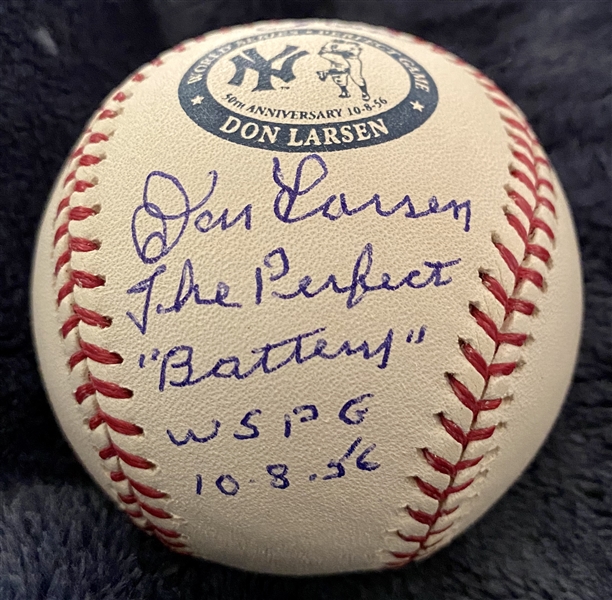 WORLD SERIES • PERFECT GAME
NY
TM
50TH ANNIVERSARY 10-8-56
★ DON LARSEN ★
Don Larsen
The Perfect
"Battery"
W S P G
10.8.56